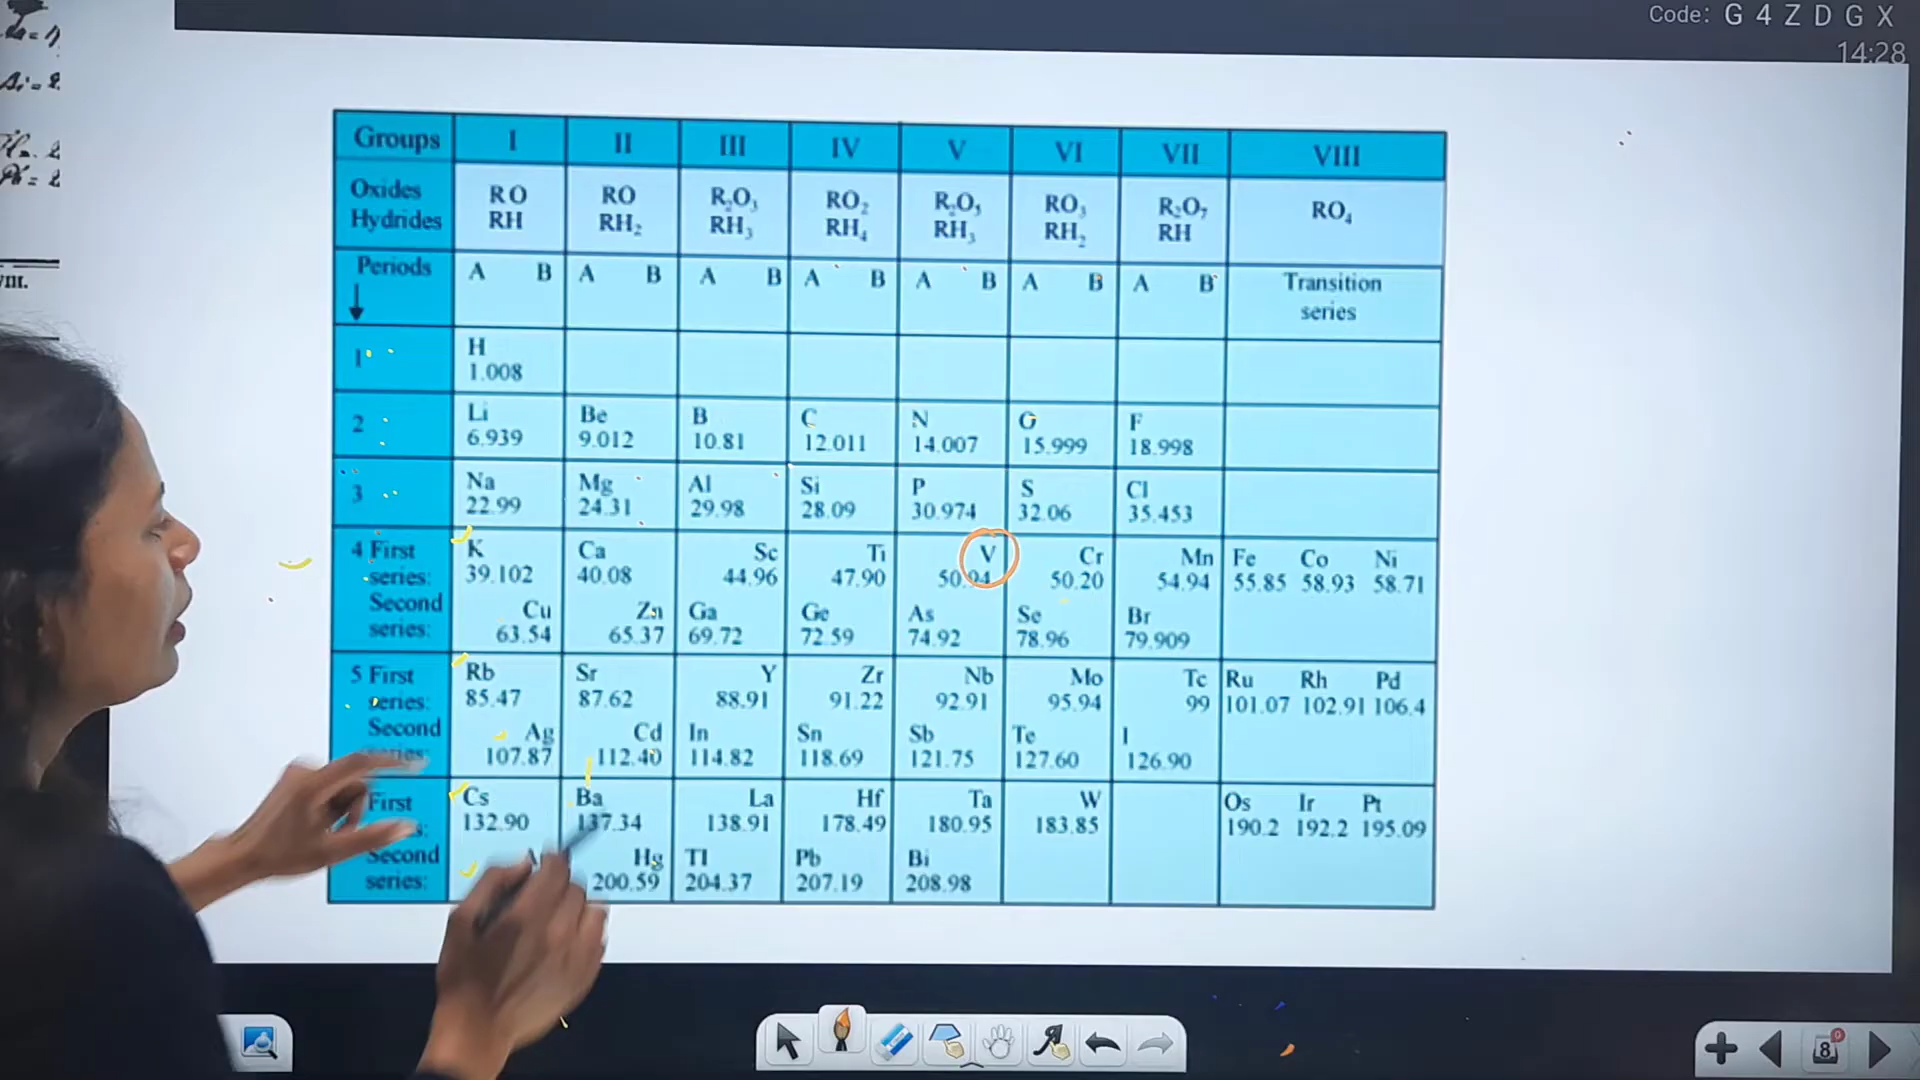 Code: G 4 Z D G X
14:28
VIII.
Groups I II III IV V VI VII VIII
Oxides RO RO R₂O₃ RO₂ R₂O₅ RO₃ R₂O₇ RO₄
Hydrides RH RH₂ RH₃ RH₄ RH₃ RH₂ RH
Periods A B A B A B A B A B A B A B Transition
series
1 H
1.008
2 Li Be B C N O F
6.939 9.012 10.81 12.011 14.007 15.999 18.998
3 Na Mg Al Si P S Cl
22.99 24.31 29.98 28.09 30.974 32.06 35.453
4 First K Ca Sc Ti V Cr Mn Fe Co Ni
series: 39.102 40.08 44.96 47.90 50.94 50.20 54.94 55.85 58.93 58.71
Second Cu Zn Ga Ge As Se Br
series: 63.54 65.37 69.72 72.59 74.92 78.96 79.909
5 First Rb Sr Y Zr Nb Mo Tc Ru Rh Pd
series: 85.47 87.62 88.91 91.22 92.91 95.94 99 101.07 102.91 106.4
Second Ag Cd In Sn Sb Te I
series: 107.87 112.40 114.82 118.69 121.75 127.60 126.90
First Cs Ba La Hf Ta W Os Ir Pt
132.90 137.34 138.91 178.49 180.95 183.85 190.2 192.2 195.09
Second Hg Tl Pb Bi
series: 200.59 204.37 207.19 208.98
8